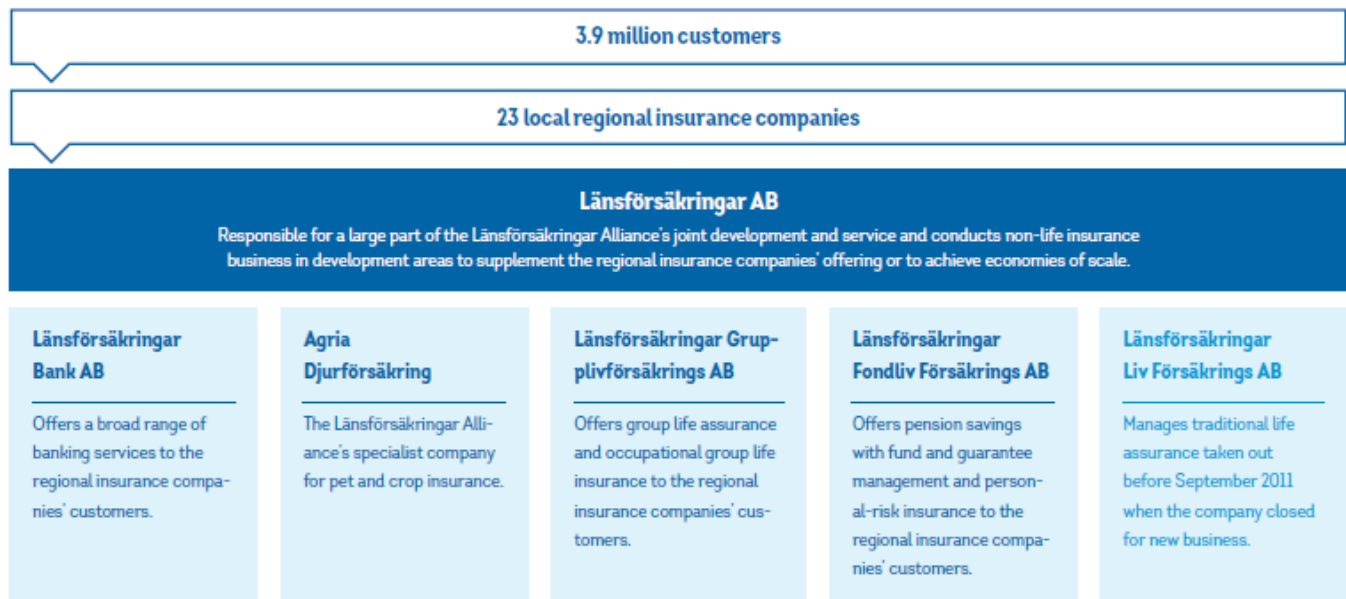 3.9 million customers
23 local regional insurance companies
Länsförsäkringar AB
Responsible for a large part of the Länsförsäkringar Alliance's joint development and service and conducts non-life insurance
business in development areas to supplement the regional insurance companies' offering or to achieve economies of scale.
Länsförsäkringar
Bank AB
Offers a broad range of
banking services to the
regional insurance compa-
nies' customers.
Agria
Djurförsäkring
The Länsförsäkringar Alli-
ance's specialist company
for pet and crop insurance.
Länsförsäkringar Grup-
plivförsäkrings AB
Offers group life assurance
and occupational group life
insurance to the regional
insurance companies' cus-
tomers.
Länsförsäkringar
Fondliv Försäkrings AB
Offers pension savings
with fund and guarantee
management and person-
al-risk insurance to the
regional insurance compa-
nies' customers.
Länsförsäkringar
Liv Försäkrings AB
Manages traditional life
assurance taken out
before September 2011
when the company closed
for new business.